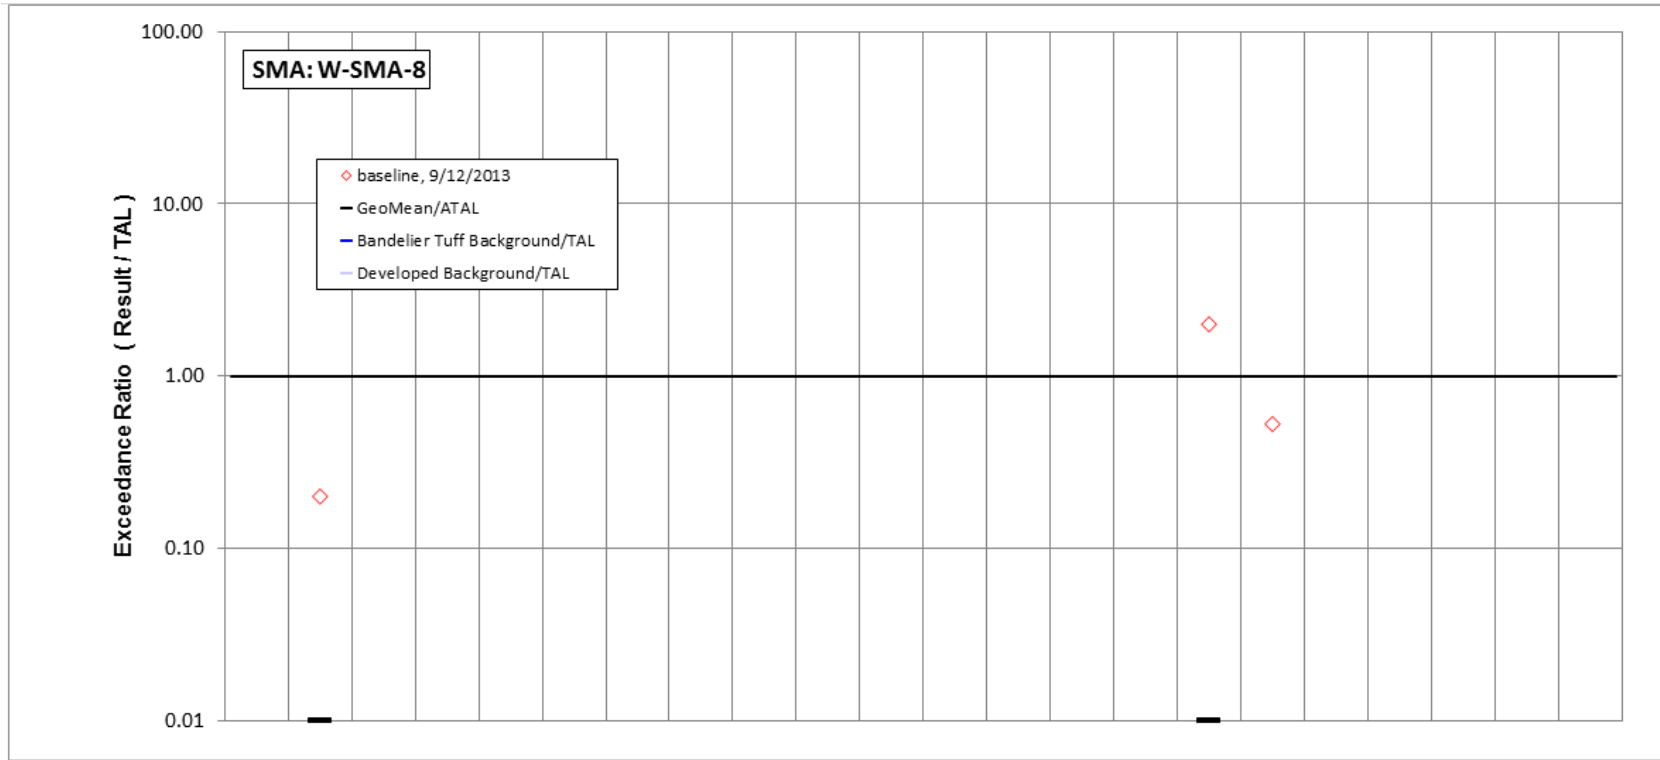 100.00
SMA: W-SMA-8
baseline, 9/12/2013
10.00
GeoMean/ATAL
Bandelier Tuff Background/TAL
Developed Background/TAL
Exceedance Ratio ( Result / TAL )
1.00
0.10
0.01